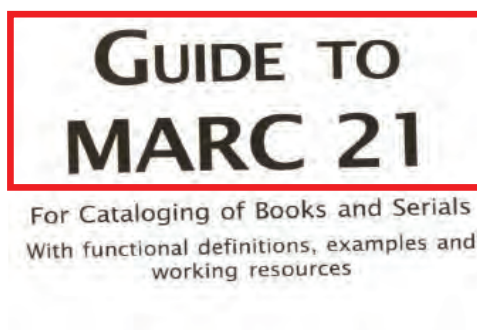 GUIDE TO
MARC 21
For Cataloging of Books and Serials
With functional definitions, examples and
working resources